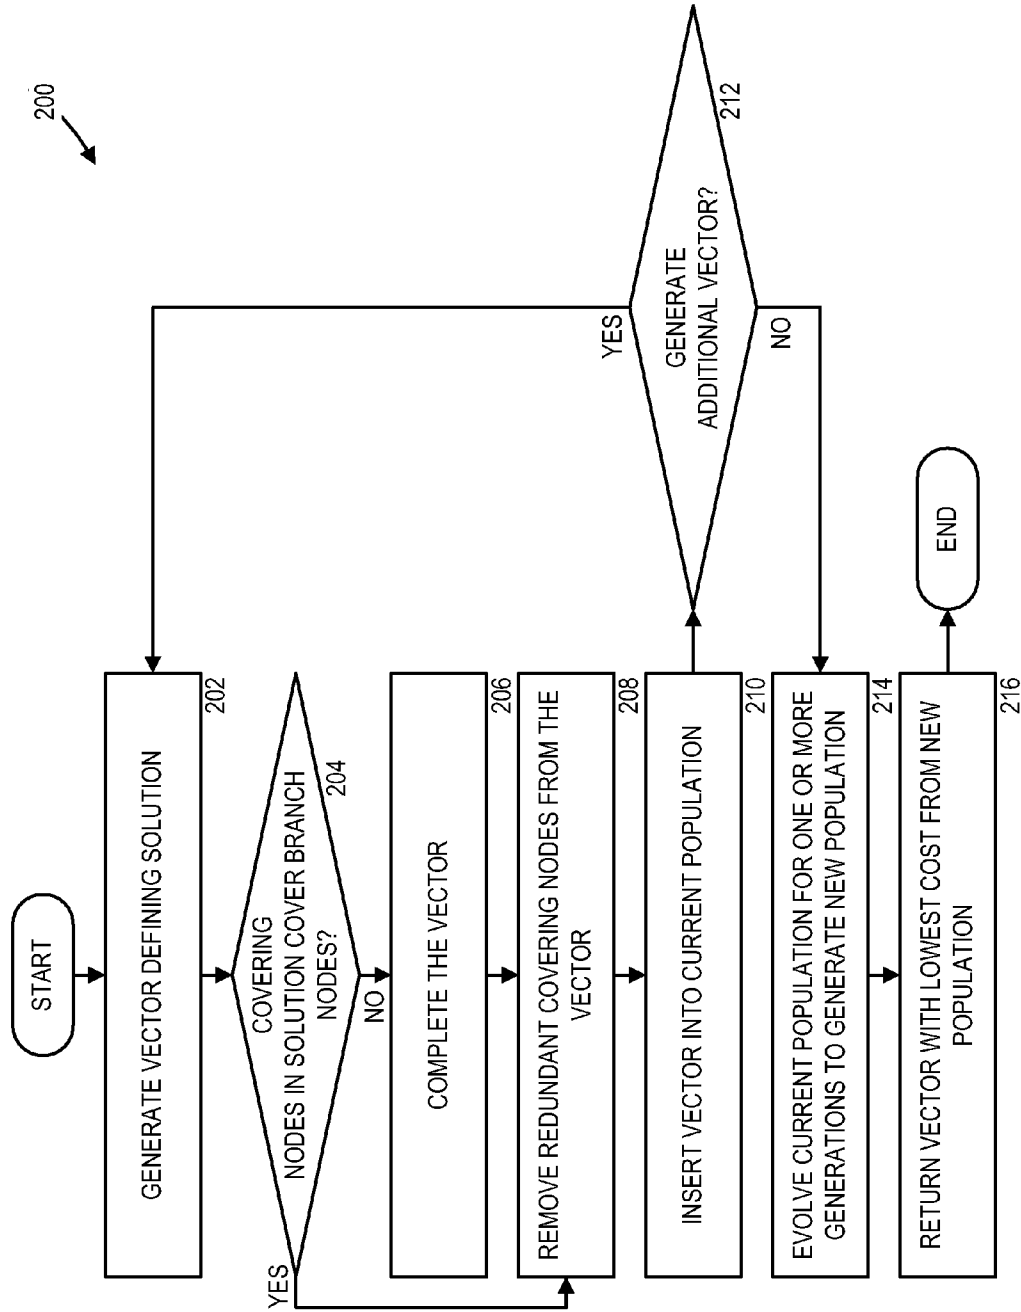 200
START
GENERATE VECTOR DEFINING SOLUTION
202
COVERING
NODES IN SOLUTION COVER BRANCH
NODES?
204
YES
NO
COMPLETE THE VECTOR
206
REMOVE REDUNDANT COVERING NODES FROM THE
VECTOR
208
INSERT VECTOR INTO CURRENT POPULATION
210
GENERATE
ADDITIONAL VECTOR?
212
YES
NO
EVOLVE CURRENT POPULATION FOR ONE OR MORE
GENERATIONS TO GENERATE NEW POPULATION
214
RETURN VECTOR WITH LOWEST COST FROM NEW
POPULATION
216
END